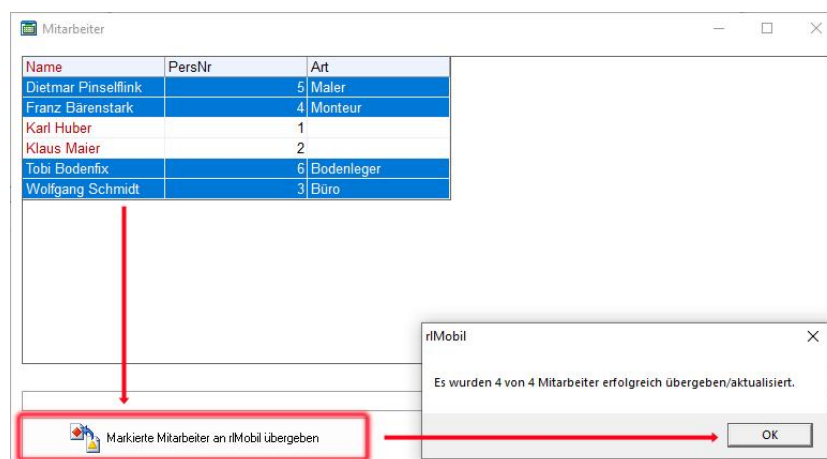 Mitarbeiter
Name PersNr Art
Dietmar Pinselflink 5 Maler
Franz Bärenstark 4 Monteur
Karl Huber 1
Klaus Maier 2
Tobi Bodenfix 6 Bodenleger
Wolfgang Schmidt 3 Büro
rlMobil
Es wurden 4 von 4 Mitarbeiter erfolgreich übergeben/aktualisiert.
OK
Markierte Mitarbeiter an rlMobil übergeben